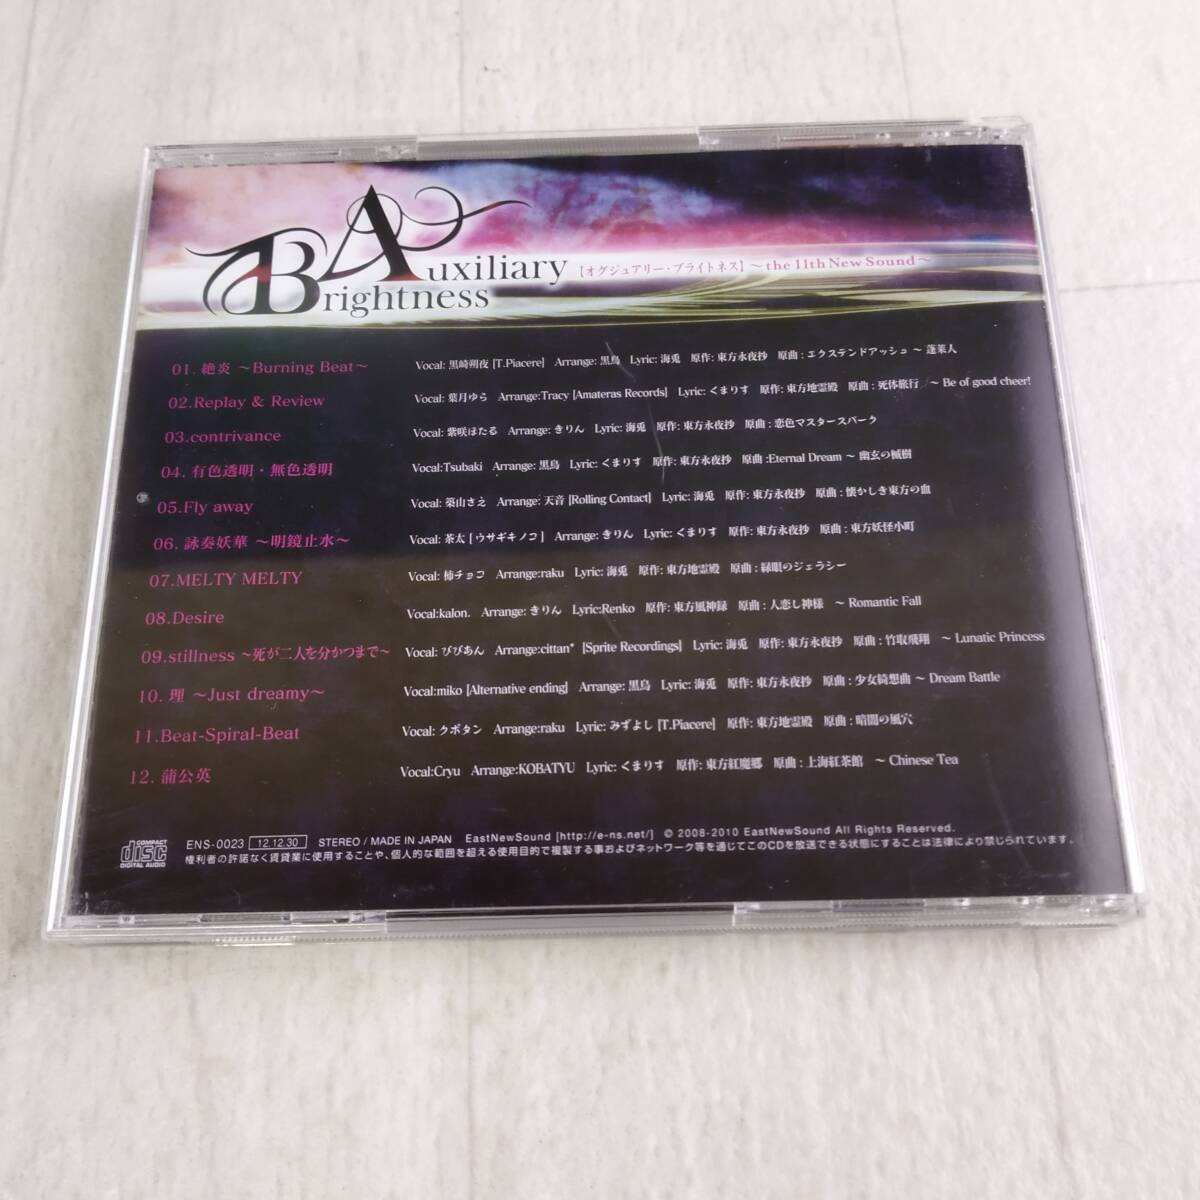 Auxiliary
Brightness
【オグジュアリー・ブライトネス】～the 11th New Sound～
01. 絶炎 ～Burning Beat～ Vocal: 黒崎朔夜 [T.Piacere] Arrange: 黒鳥 Lyric: 海兎 原作: 東方永夜抄 原曲 : エクステンドアッシュ ～ 蓬莱人
02.Replay & Review Vocal: 葉月ゆら Arrange:Tracy [Amateras Records] Lyric: くまりす 原作: 東方地霊殿 原曲 : 死体旅行 ～ Be of good cheer!
03.contrivance Vocal: 紫咲ほたる Arrange: きりん Lyric: 海兎 原作: 東方永夜抄 原曲 : 恋色マスタースパーク
04. 有色透明・無色透明 Vocal:Tsubaki Arrange: 黒鳥 Lyric: くまりす 原作: 東方永夜抄 原曲 :Eternal Dream ～ 幽玄の槭樹
05.Fly away Vocal: 築山さえ Arrange: 天音 [Rolling Contact] Lyric: 海兎 原作: 東方永夜抄 原曲 : 懐かしき東方の血
06. 詠奏妖華 ～明鏡止水～ Vocal: 茶太 [ ウサギキノコ ] Arrange: きりん Lyric: くまりす 原作: 東方永夜抄 原曲 : 東方妖怪小町
07.MELTY MELTY Vocal: 柿チョコ Arrange:raku Lyric: 海兎 原作: 東方地霊殿 原曲 : 緑眼のジェラシー
08.Desire Vocal:kalon. Arrange: きりん Lyric:Renko 原作: 東方風神録 原曲 : 人恋し神様 ～ Romantic Fall
09.stillness ～死が二人を分かつまで～ Vocal: びびあん Arrange:cittan* [Sprite Recordings] Lyric: 海兎 原作: 東方永夜抄 原曲 : 竹取飛翔 ～ Lunatic Princess
10. 理 ～Just dreamy～ Vocal:miko [Alternative ending] Arrange: 黒鳥 Lyric: 海兎 原作: 東方永夜抄 原曲 : 少女綺想曲 ～ Dream Battle
11.Beat-Spiral-Beat Vocal: クボタン Arrange:raku Lyric: みずよし [T.Piacere] 原作: 東方地霊殿 原曲 : 暗闇の風穴
12. 蒲公英 Vocal:Cryu Arrange:KOBATYU Lyric: くまりす 原作: 東方紅魔郷 原曲 : 上海紅茶館 ～ Chinese Tea
COMPACT disc DIGITAL AUDIO
ENS-0023 12.12.30 STEREO / MADE IN JAPAN EastNewSound [http://e-ns.net/] © 2008-2010 EastNewSound All Rights Reserved.
権利者の許諾なく賃貸業に使用することや、個人的な範囲を超える使用目的で複製する事およびネットワーク等を通じてこのCDを放送できる状態にすることは法律により禁じられています。